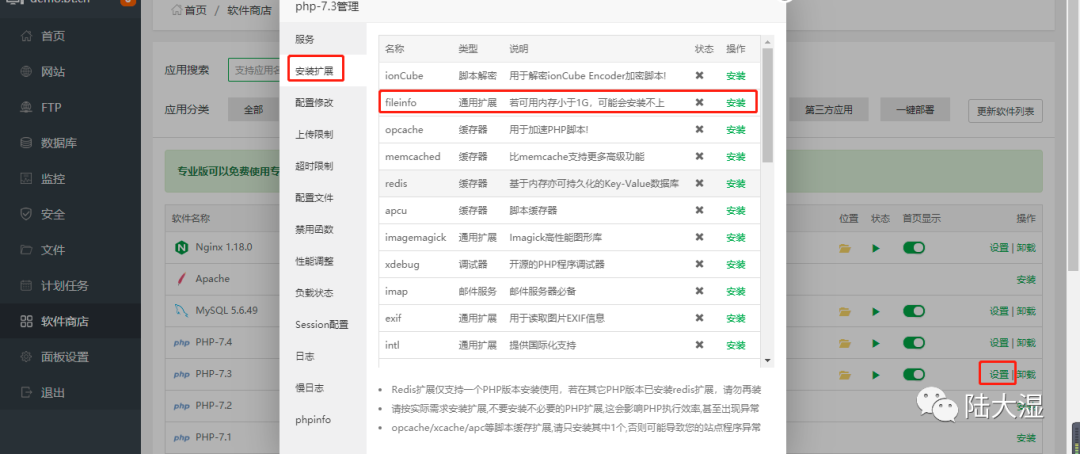 demo.bt.cn
首页
网站
FTP
数据库
监控
安全
文件
计划任务
软件商店
面板设置
退出
首页 / 软件商店
应用搜索 支持应用名
应用分类 全部 第三方应用 一键部署 更新软件列表
专业版可以免费使用专
软件名称 位置 状态 首页显示 操作
Nginx 1.18.0 设置 | 卸载
Apache 安装
MySQL 5.6.49 设置 | 卸载
php PHP-7.4 设置 | 卸载
php PHP-7.3 设置 卸载
php PHP-7.2
php PHP-7.1 安装
php-7.3管理
服务
安装扩展
配置修改
上传限制
超时限制
配置文件
禁用函数
性能调整
负载状态
Session配置
日志
慢日志
phpinfo
名称 类型 说明 状态 操作
ionCube 脚本解密 用于解密ionCube Encoder加密脚本! ✖ 安装
fileinfo 通用扩展 若可用内存小于1G，可能会安装不上 ✖ 安装
opcache 缓存器 用于加速PHP脚本! ✖ 安装
memcached 缓存器 比memcache支持更多高级功能 ✖ 安装
redis 缓存器 基于内存亦可持久化的Key-Value数据库 ✖ 安装
apcu 缓存器 脚本缓存器 ✖ 安装
imagemagick 通用扩展 Imagick高性能图形库 ✖ 安装
xdebug 调试器 开源的PHP程序调试器 ✖ 安装
imap 邮件服务 邮件服务器必备 ✖ 安装
exif 通用扩展 用于读取图片EXIF信息 ✖ 安装
intl 通用扩展 提供国际化支持 ✖ 安装
• Redis扩展仅支持一个PHP版本安装使用，若在其它PHP版本已安装redis扩展，请勿再装
• 请按实际需求安装扩展,不要安装不必要的PHP扩展,这会影响PHP执行效率,甚至出现异常
• opcache/xcache/apc等脚本缓存扩展,请只安装其中1个,否则可能导致您的站点程序异常
陆大湿